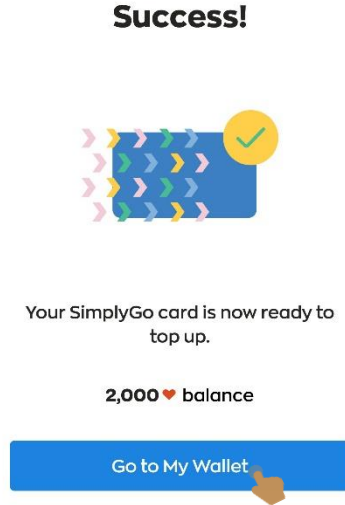 Success!
Your SimplyGo card is now ready to
top up.
2,000 ♥ balance
Go to My Wallet